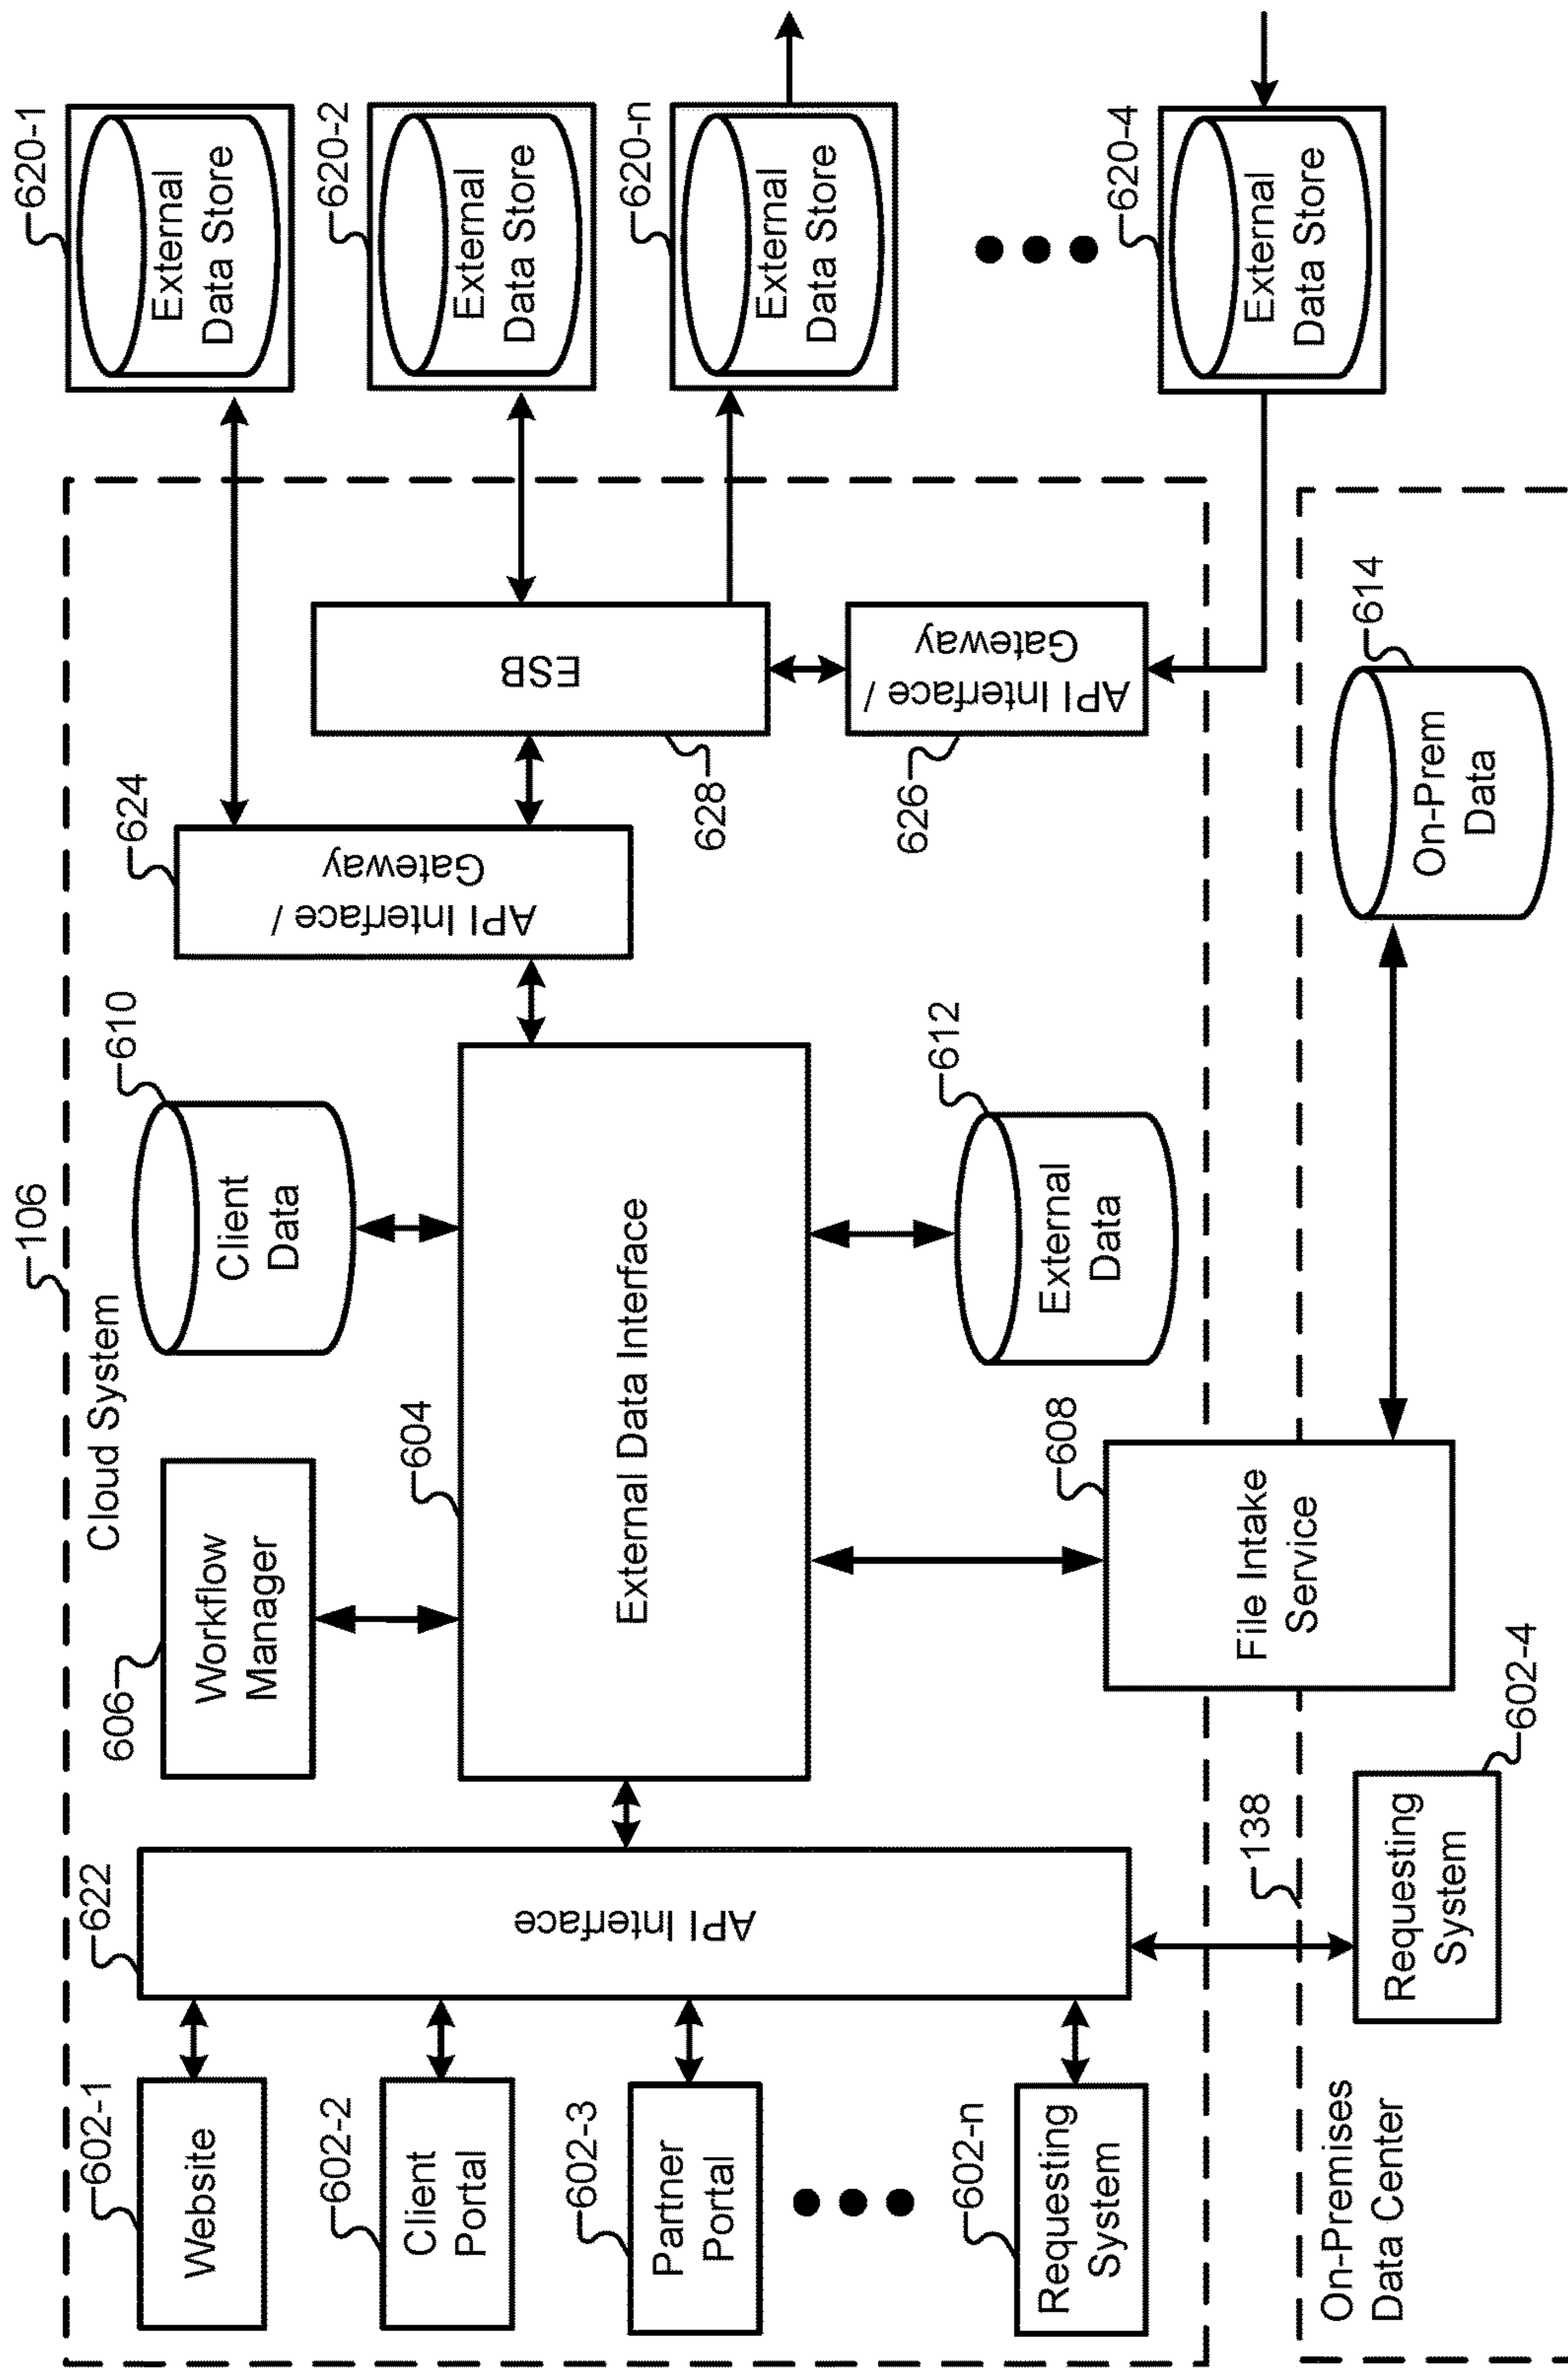 106
Cloud System
602-1
Website
602-2
Client
Portal
602-3
Partner
Portal
602-n
Requesting
System
622
API Interface
606
Workflow
Manager
604
External Data Interface
610
Client
Data
612
External
Data
624
API Interface /
Gateway
628
ESB
626
API Interface /
Gateway
620-1
External
Data Store
620-2
External
Data Store
620-n
External
Data Store
620-4
External
Data Store
608
File Intake
Service
138
On-Premises
Data Center
602-4
Requesting
System
614
On-Prem
Data